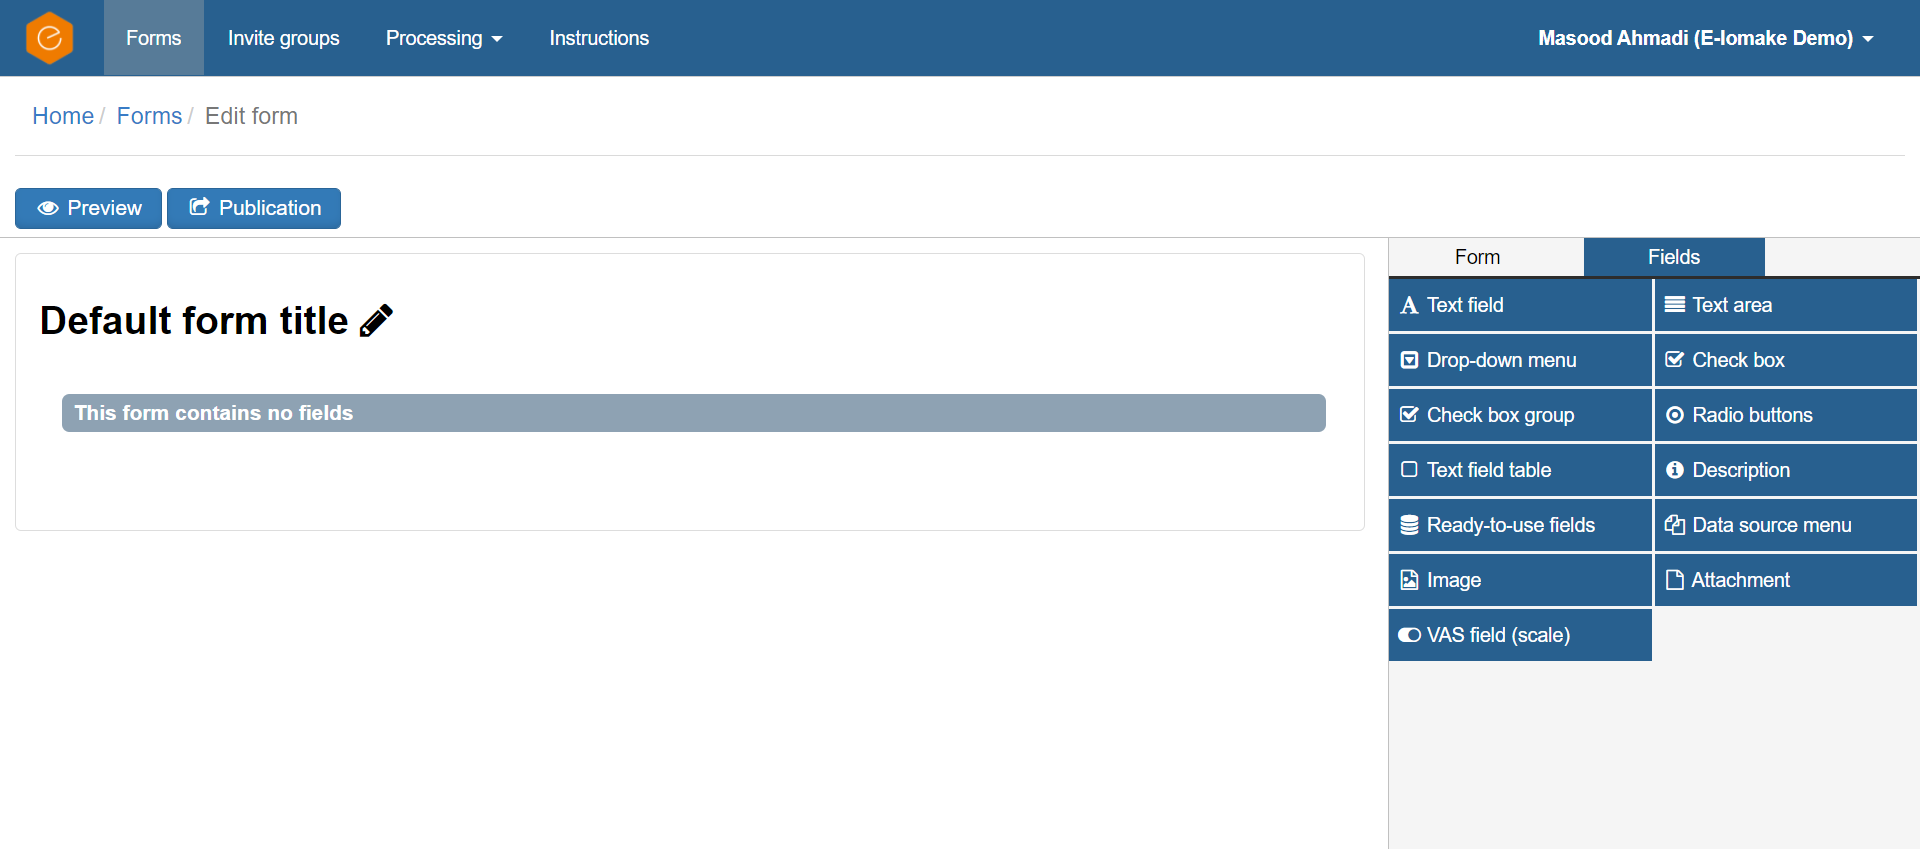 Forms Invite groups Processing Instructions Masood Ahmadi (E-lomake Demo)
Home / Forms / Edit form
Preview Publication
Form Fields
Default form title
This form contains no fields
Text field Text area
Drop-down menu Check box
Check box group Radio buttons
Text field table Description
Ready-to-use fields Data source menu
Image Attachment
VAS field (scale)